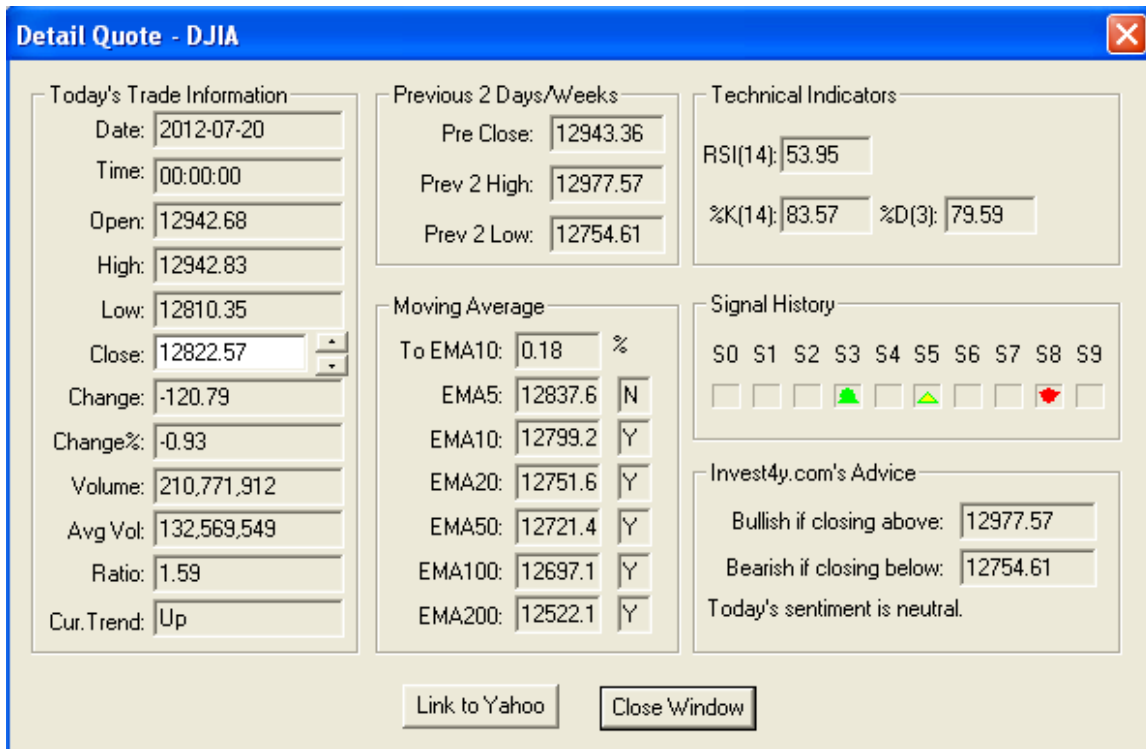 Detail Quote - DJIA
Today's Trade Information
Date: 2012-07-20
Time: 00:00:00
Open: 12942.68
High: 12942.83
Low: 12810.35
Close: 12822.57
Change: -120.79
Change%: -0.93
Volume: 210,771,912
Avg Vol: 132,569,549
Ratio: 1.59
Cur.Trend: Up
Previous 2 Days/Weeks
Pre Close: 12943.36
Prev 2 High: 12977.57
Prev 2 Low: 12754.61
Moving Average
To EMA10: 0.18 %
EMA5: 12837.6 N
EMA10: 12799.2 Y
EMA20: 12751.6 Y
EMA50: 12721.4 Y
EMA100: 12697.1 Y
EMA200: 12522.1 Y
Technical Indicators
RSI(14): 53.95
%K(14): 83.57 %D(3): 79.59
Signal History
S0 S1 S2 S3 S4 S5 S6 S7 S8 S9
Invest4y.com's Advice
Bullish if closing above: 12977.57
Bearish if closing below: 12754.61
Today's sentiment is neutral.
Link to Yahoo
Close Window